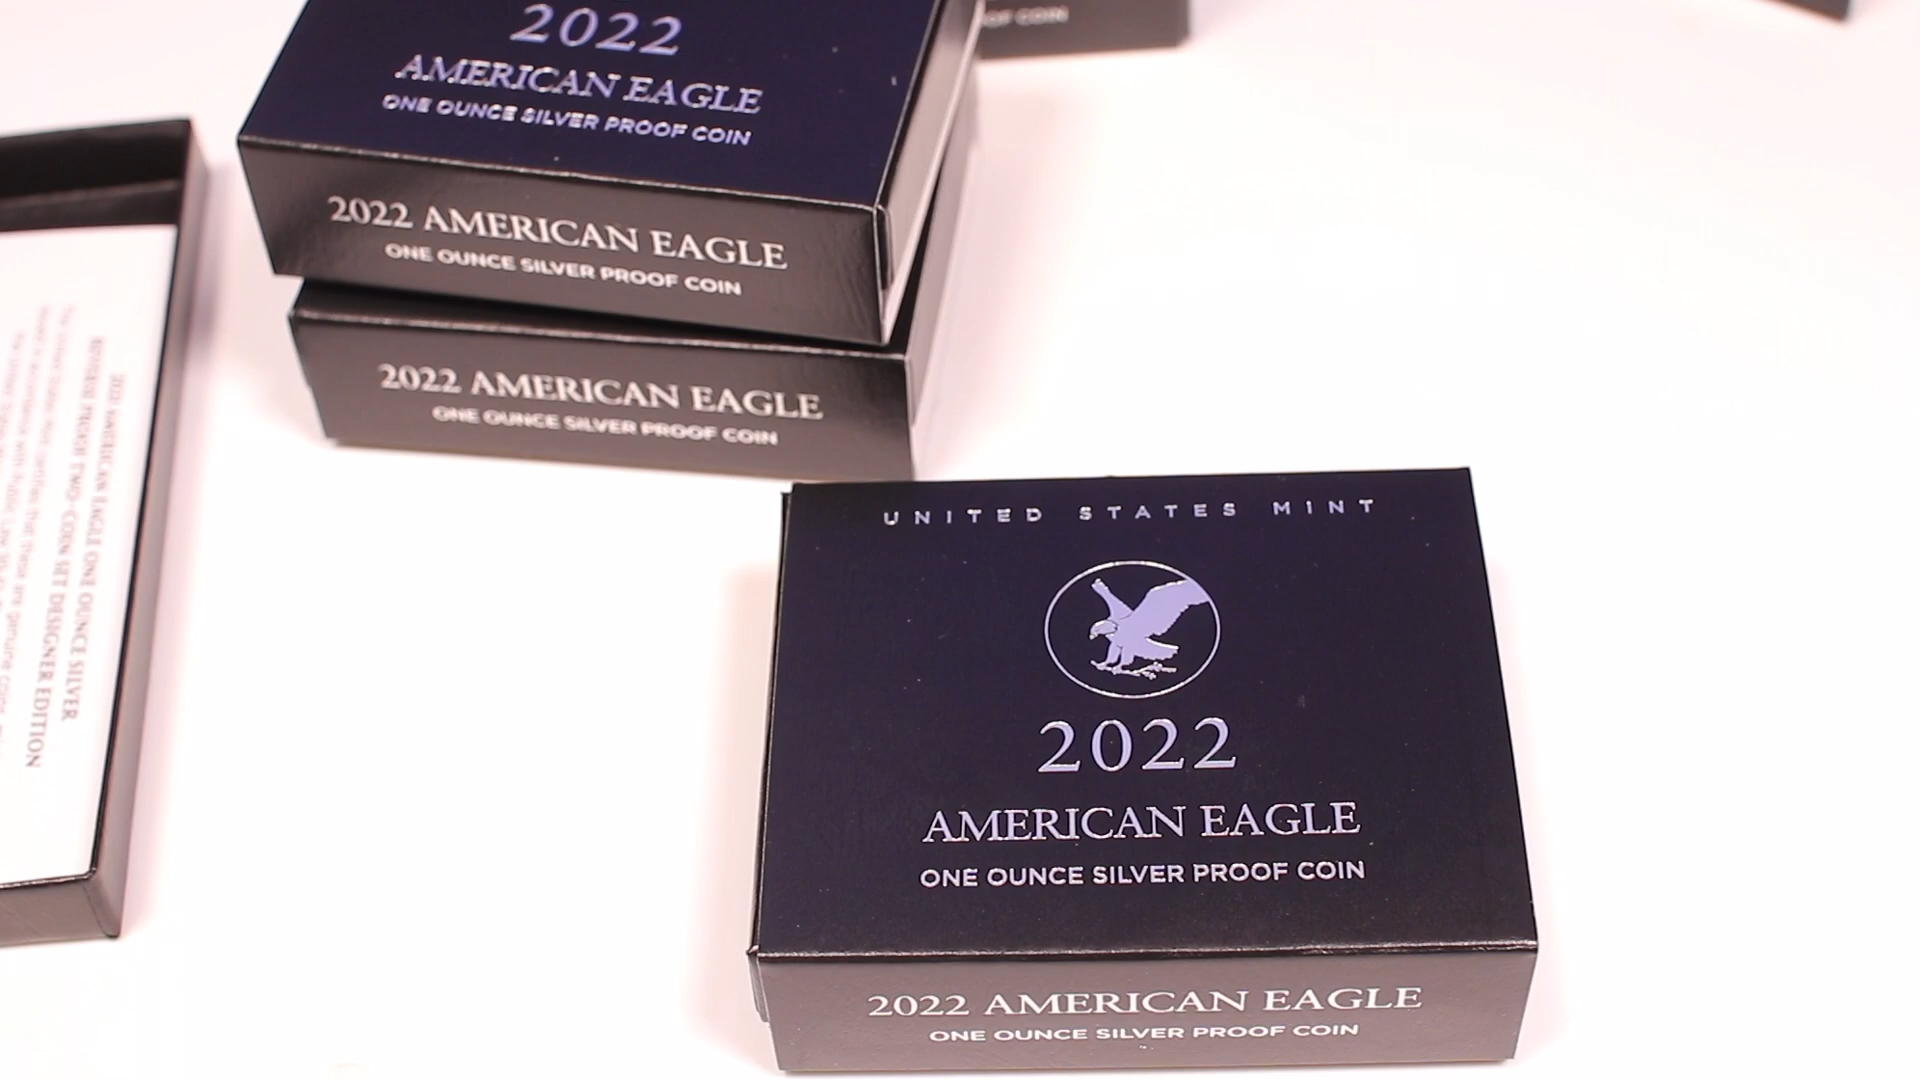 2022
AMERICAN EAGLE
ONE OUNCE SILVER PROOF COIN
2022 AMERICAN EAGLE
ONE OUNCE SILVER PROOF COIN
2022 AMERICAN EAGLE
ONE OUNCE SILVER PROOF COIN
OF COIN
AMERICAN EAGLE ONE OUNCE SILVER
REVERSE PROOF TWO-COIN SET DESIGNER EDITION
UNITED STATES MINT
2022
AMERICAN EAGLE
ONE OUNCE SILVER PROOF COIN
2022 AMERICAN EAGLE
ONE OUNCE SILVER PROOF COIN